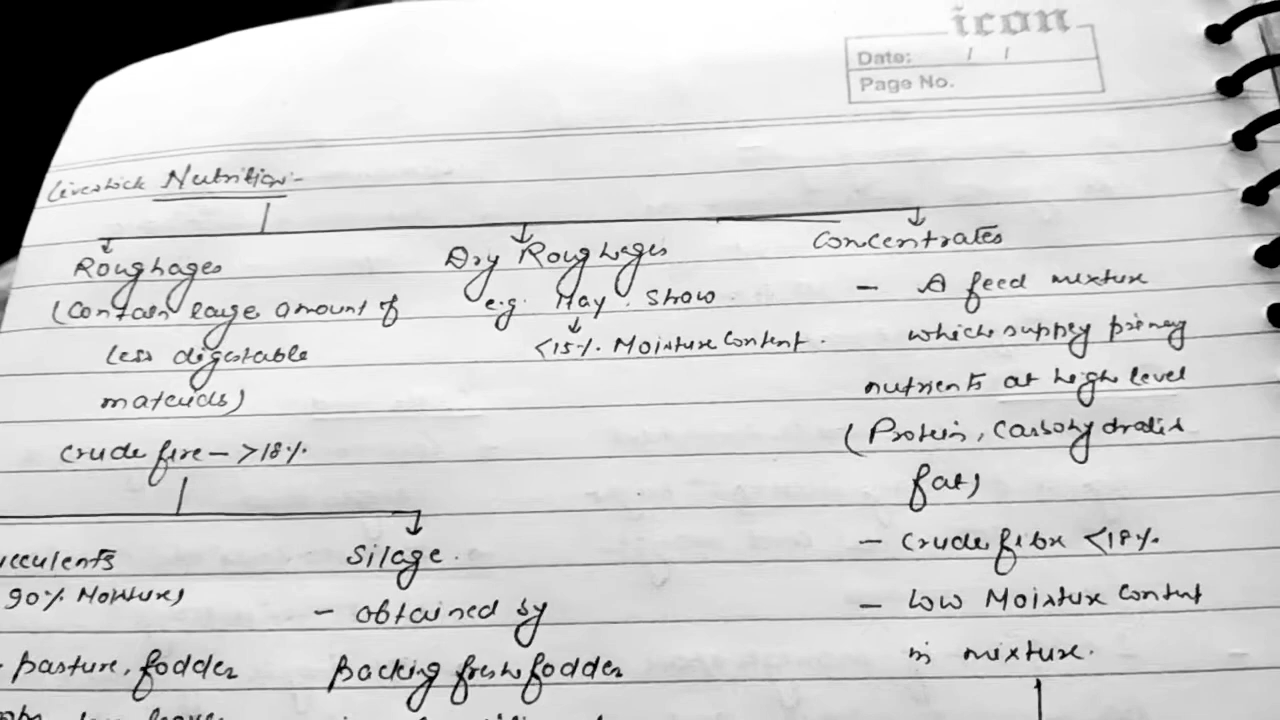 icon
Date: / /
Page No.
Livestock Nutrition:-
Roughages
(Contain large amount of
less digestable
materials)
Crude fire - >18%
Succulents
90% Moisture)
pasture, fodder
Silage.
- obtained by
Packing fresh fodder
Dry Roughages
e.g. Hay. Straw
<15% Moisture Content.
Concentrates
- A feed mixture
which supply primary
nutrients at high level
(Protein, Carbohydrates
fat)
- Crude fibre <18%
- Low Moisture Content
in mixture.